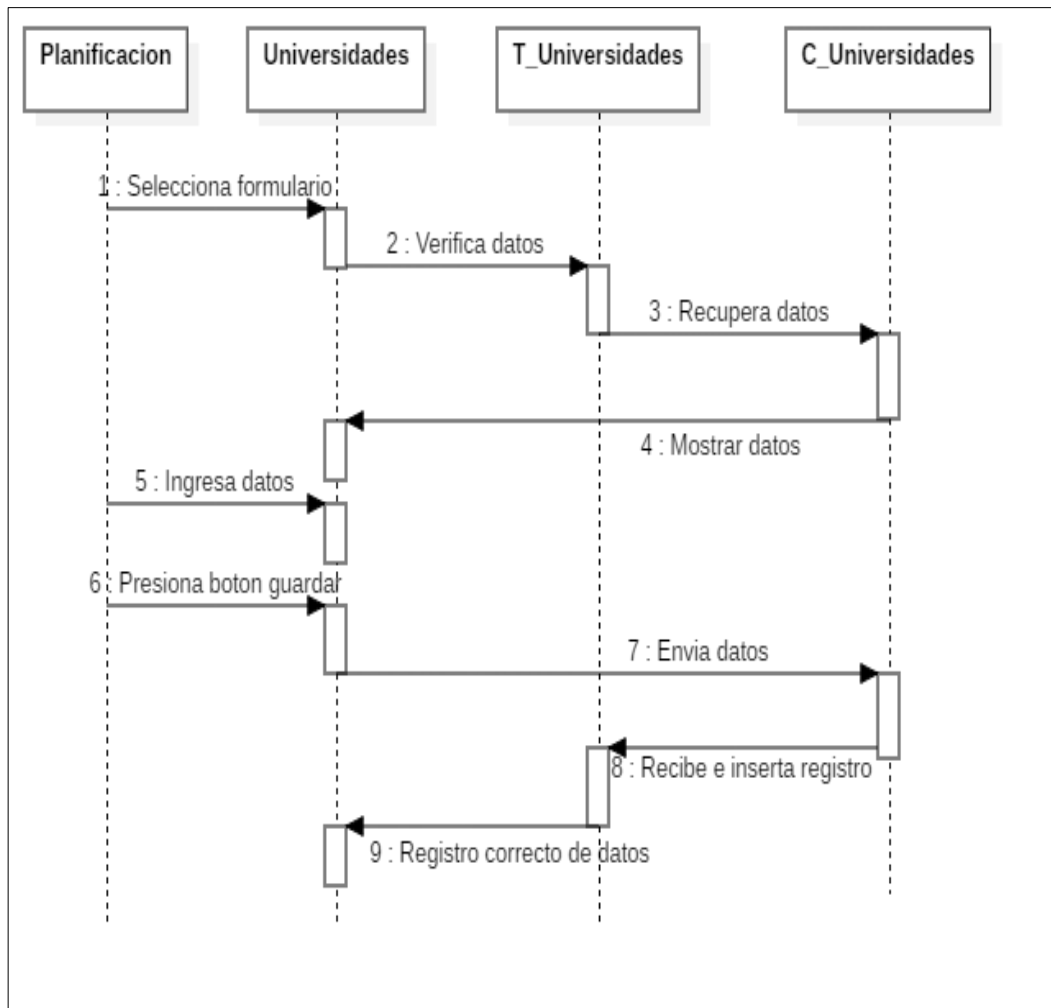 Planificacion
Universidades
T_Universidades
C_Universidades
1 : Selecciona formulario
2 : Verifica datos
3 : Recupera datos
4 : Mostrar datos
5 : Ingresa datos
6 : Presiona boton guardar
7 : Envia datos
8 : Recibe e inserta registro
9 : Registro correcto de datos